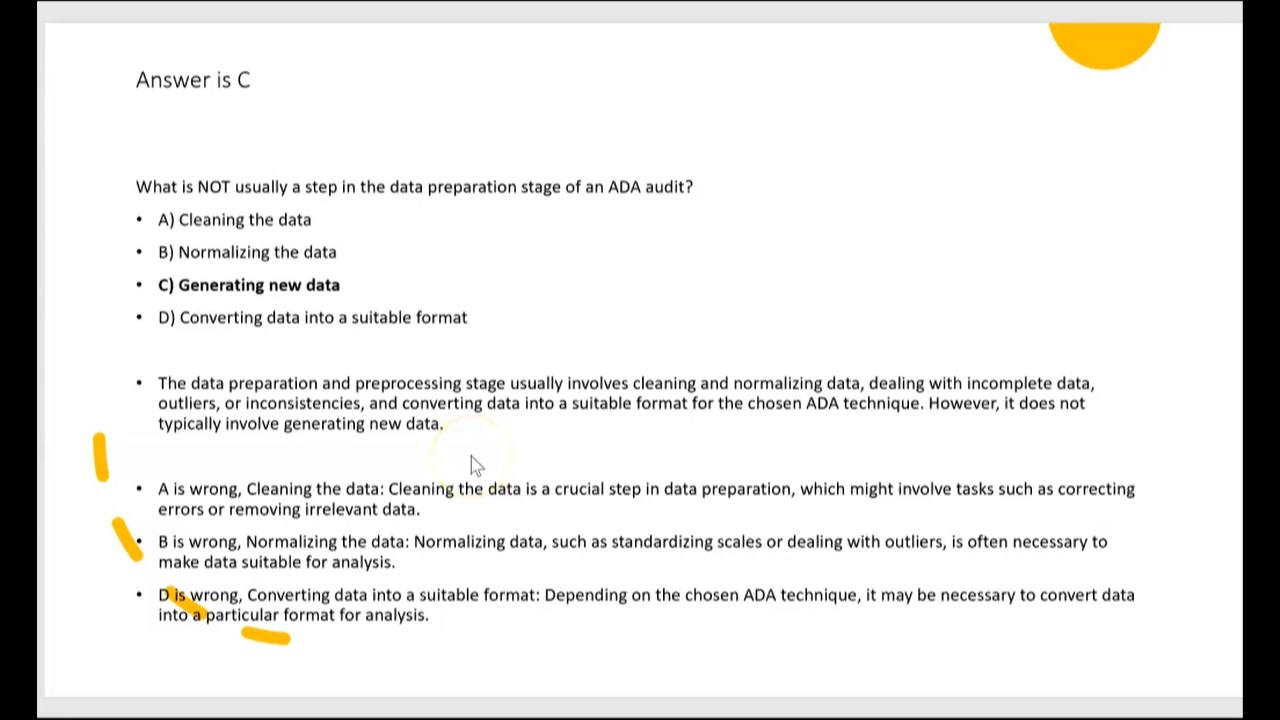 Answer is C
What is NOT usually a step in the data preparation stage of an ADA audit?
• A) Cleaning the data
• B) Normalizing the data
• C) Generating new data
• D) Converting data into a suitable format
• The data preparation and preprocessing stage usually involves cleaning and normalizing data, dealing with incomplete data,
outliers, or inconsistencies, and converting data into a suitable format for the chosen ADA technique. However, it does not
typically involve generating new data.
• A is wrong, Cleaning the data: Cleaning the data is a crucial step in data preparation, which might involve tasks such as correcting
errors or removing irrelevant data.
• B is wrong, Normalizing the data: Normalizing data, such as standardizing scales or dealing with outliers, is often necessary to
make data suitable for analysis.
• D is wrong, Converting data into a suitable format: Depending on the chosen ADA technique, it may be necessary to convert data
into a particular format for analysis.